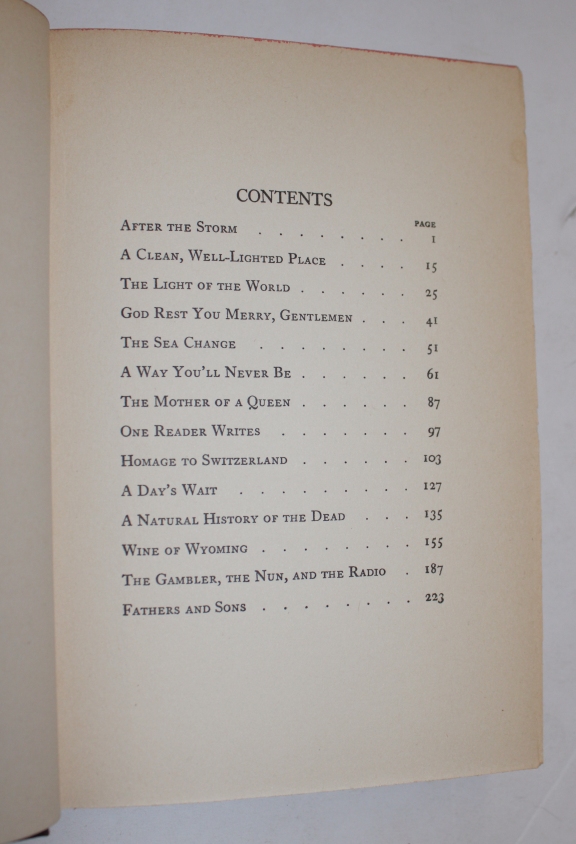 CONTENTS
PAGE
After the Storm . . . . . . . . 1
A Clean, Well-Lighted Place . . . . 15
The Light of the World . . . . . . 25
God Rest You Merry, Gentlemen . . . 41
The Sea Change . . . . . . . . 51
A Way You'll Never Be . . . . . . 61
The Mother of a Queen . . . . . . 87
One Reader Writes . . . . . . . 97
Homage to Switzerland . . . . . . 103
A Day's Wait . . . . . . . . . 127
A Natural History of the Dead . . . 135
Wine of Wyoming . . . . . . . . 155
The Gambler, the Nun, and the Radio . 187
Fathers and Sons . . . . . . . . 223